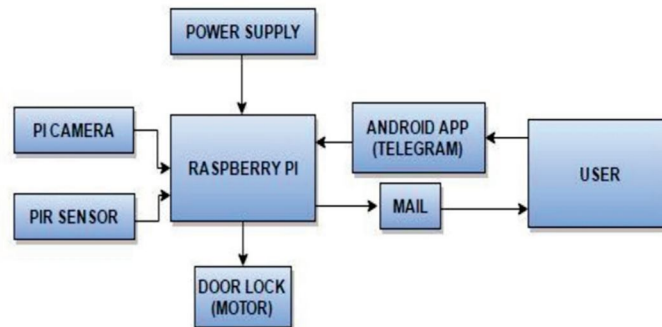 POWER SUPPLY
PI CAMERA
RASPBERRY PI
ANDROID APP
(TELEGRAM)
USER
PIR SENSOR
MAIL
DOOR LOCK
(MOTOR)